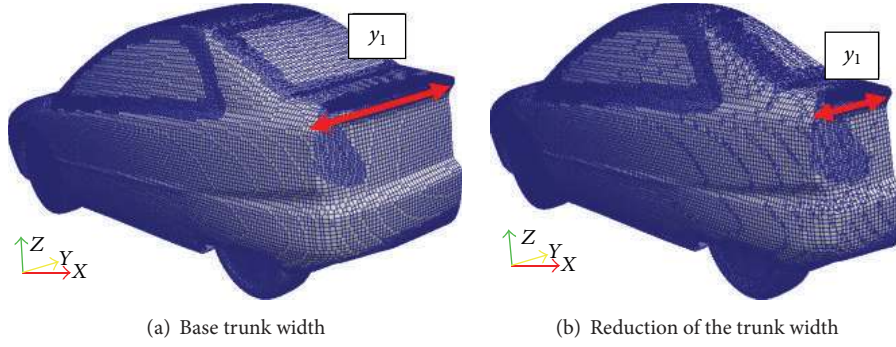 y1
y1
Z
Y
X
Z
Y
X
(a) Base trunk width
(b) Reduction of the trunk width